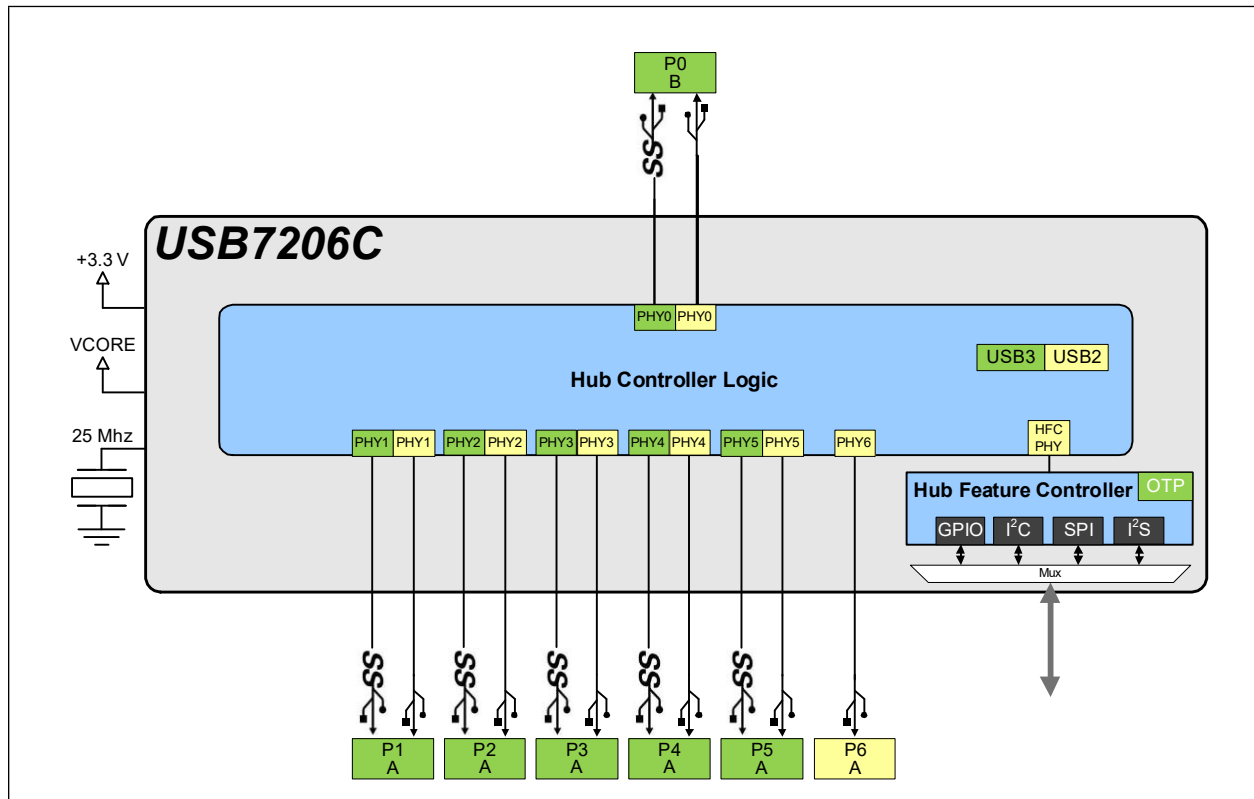 P0
B
SS
USB7206C
+3.3 V
PHY0 PHY0
VCORE
USB3 USB2
Hub Controller Logic
25 Mhz
PHY1 PHY1 PHY2 PHY2 PHY3 PHY3 PHY4 PHY4 PHY5 PHY5 PHY6
HFC
PHY
Hub Feature Controller OTP
GPIO I²C SPI I²S
Mux
SS SS SS SS SS
P1 P2 P3 P4 P5 P6
A A A A A A